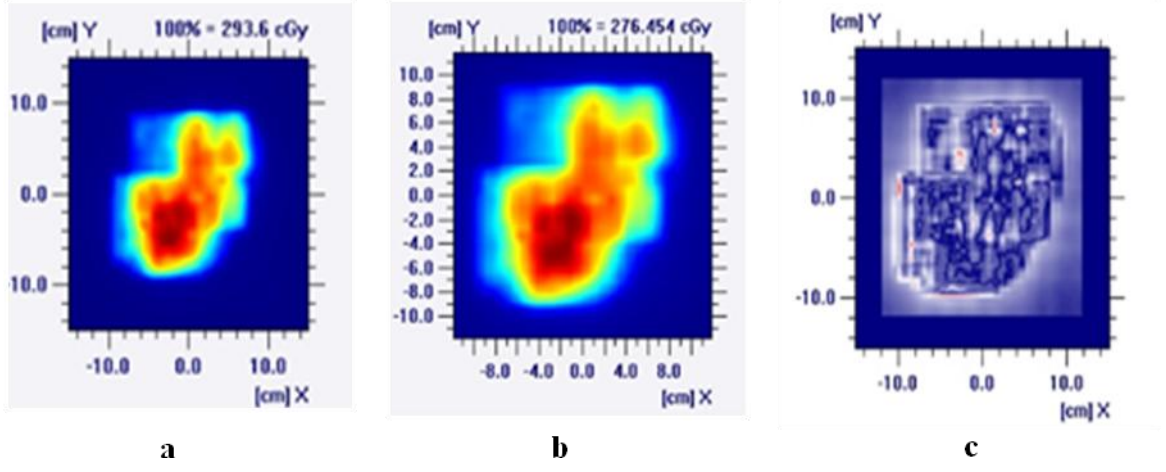 [cm] Y 100% = 293.6 cGy
10.0
0.0
-10.0
-10.0 0.0 10.0
[cm] X
a
[cm] Y 100% = 276.454 cGy
10.0
8.0
6.0
4.0
2.0
0.0
-2.0
-4.0
-6.0
-8.0
-10.0
-8.0 -4.0 0.0 4.0 8.0
[cm] X
b
[cm] Y
10.0
0.0
-10.0
-10.0 0.0 10.0
[cm] X
c